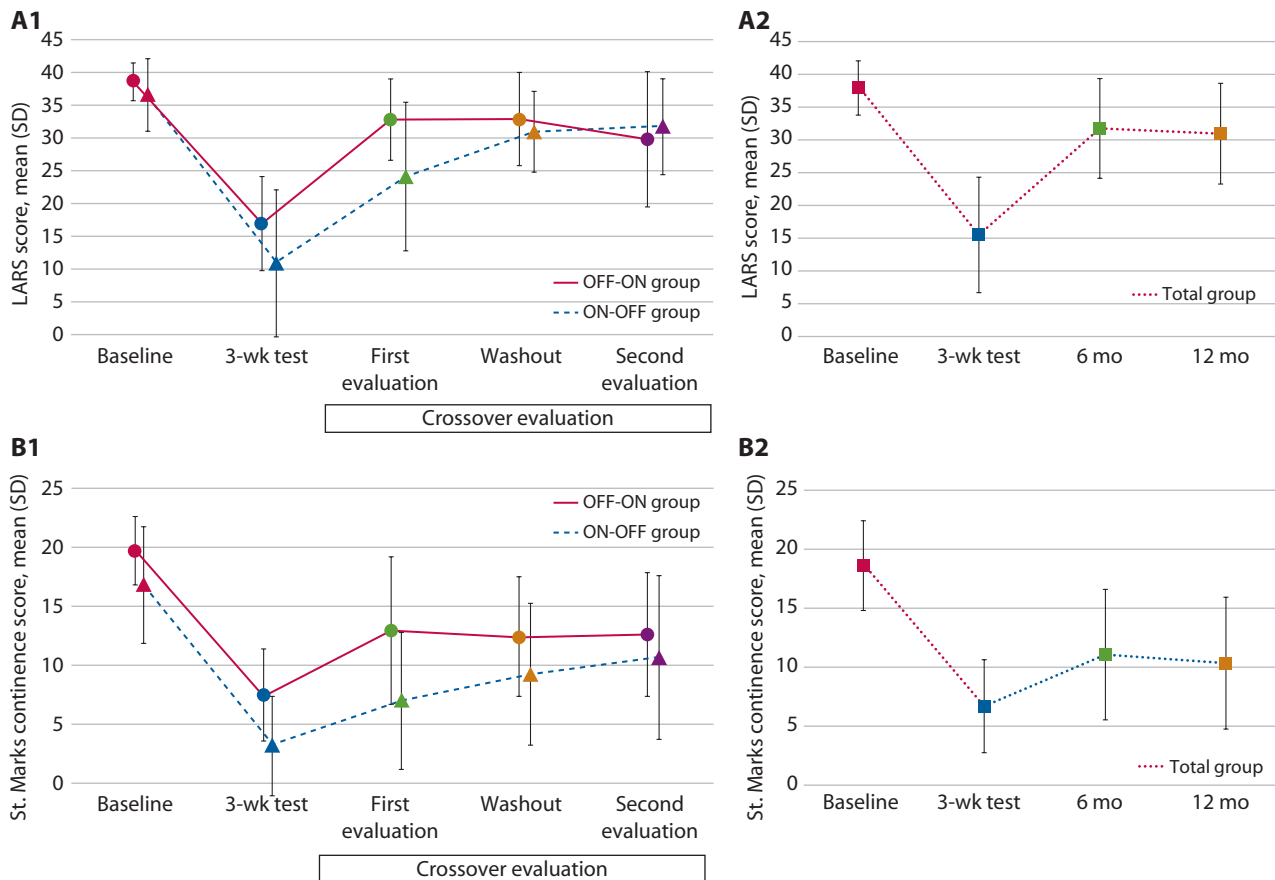 A1
LARS score, mean (SD)
45
40
35
30
25
20
15
10
5
0
OFF-ON group
ON-OFF group
Baseline
3-wk test
First
evaluation
Washout
Second
evaluation
Crossover evaluation
A2
LARS score, mean (SD)
45
40
35
30
25
20
15
10
5
0
Total group
Baseline
3-wk test
6 mo
12 mo
B1
St. Marks continence score, mean (SD)
25
20
15
10
5
0
OFF-ON group
ON-OFF group
Baseline
3-wk test
First
evaluation
Washout
Second
evaluation
Crossover evaluation
B2
St. Marks continence score, mean (SD)
25
20
15
10
5
0
Total group
Baseline
3-wk test
6 mo
12 mo